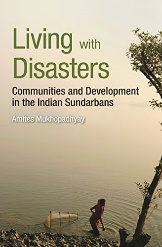 Living with
Disasters
Communities and Development
in the Indian Sundarbans
Amites Mukhopadhyay